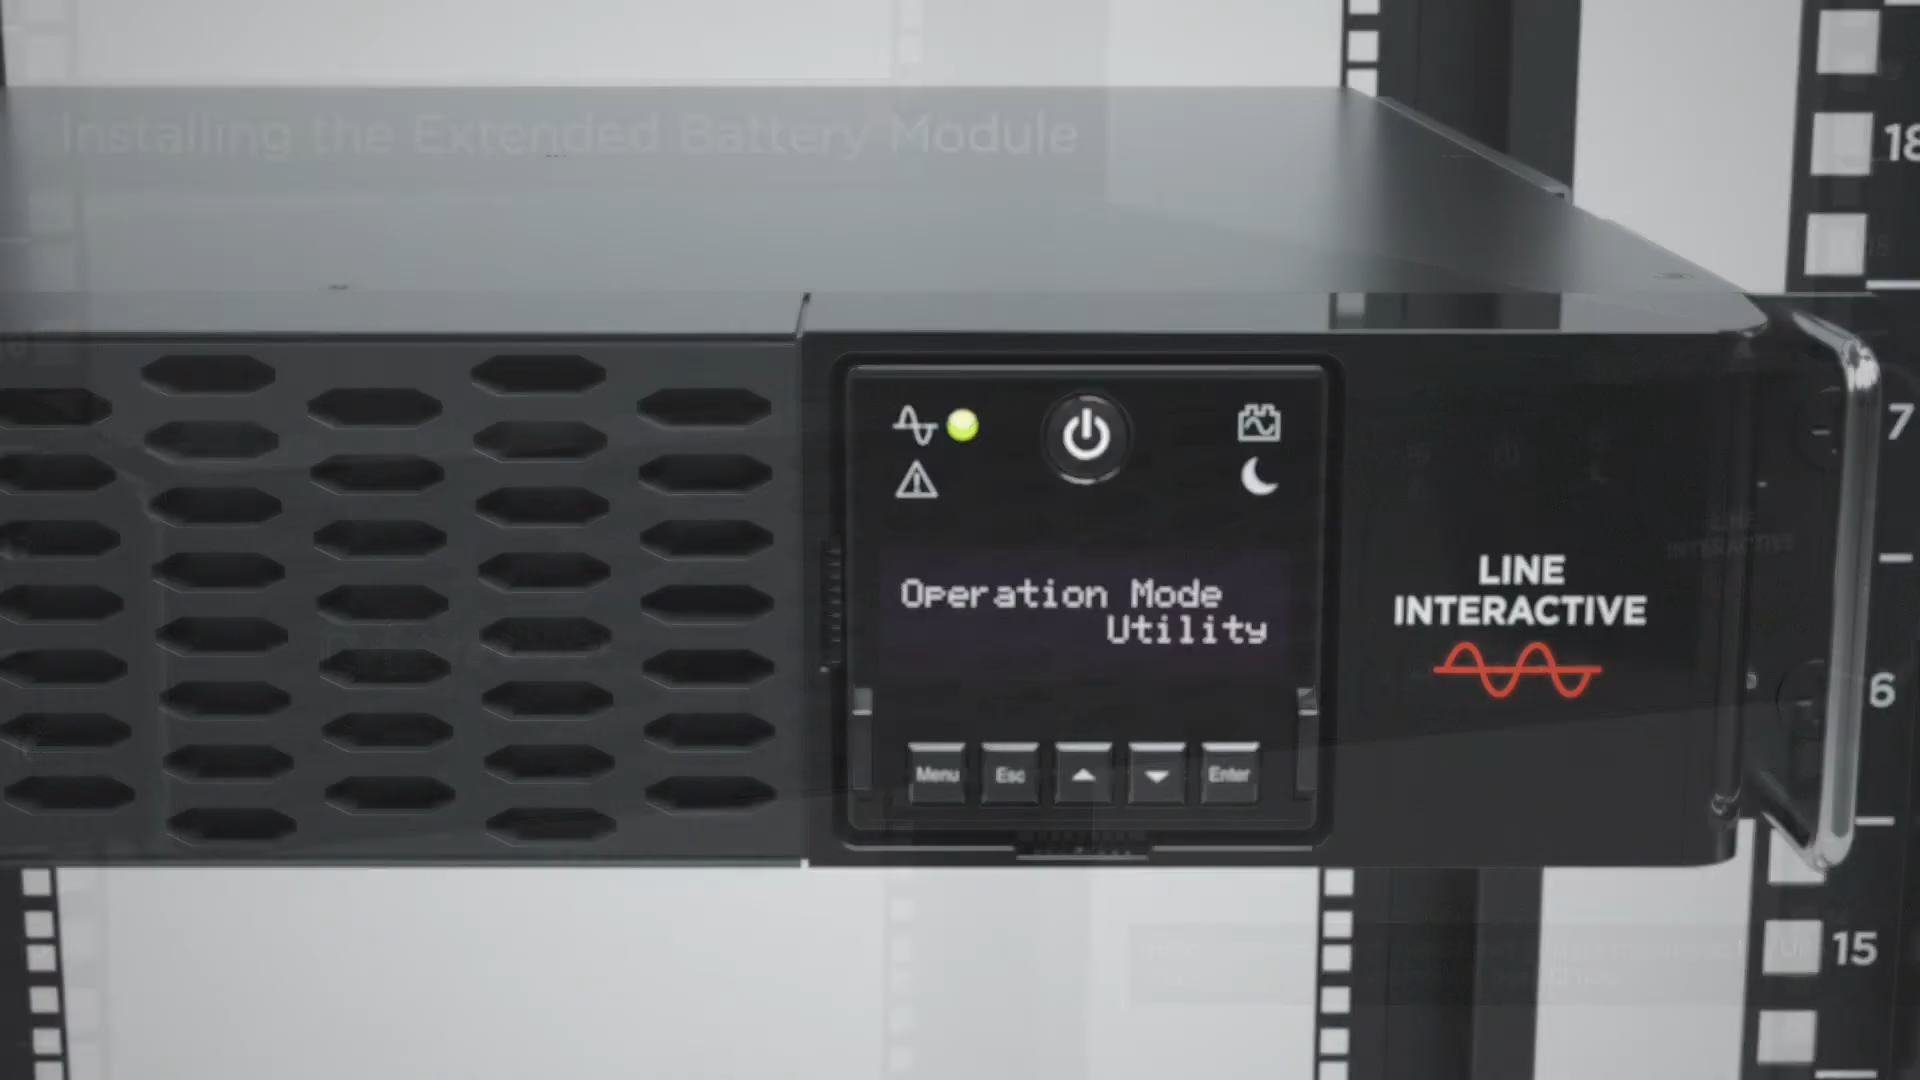 Installing the Extended Battery Module
18
7
Operation Mode
Utility
LINE
INTERACTIVE
6
Menu
Esc
Enter
15